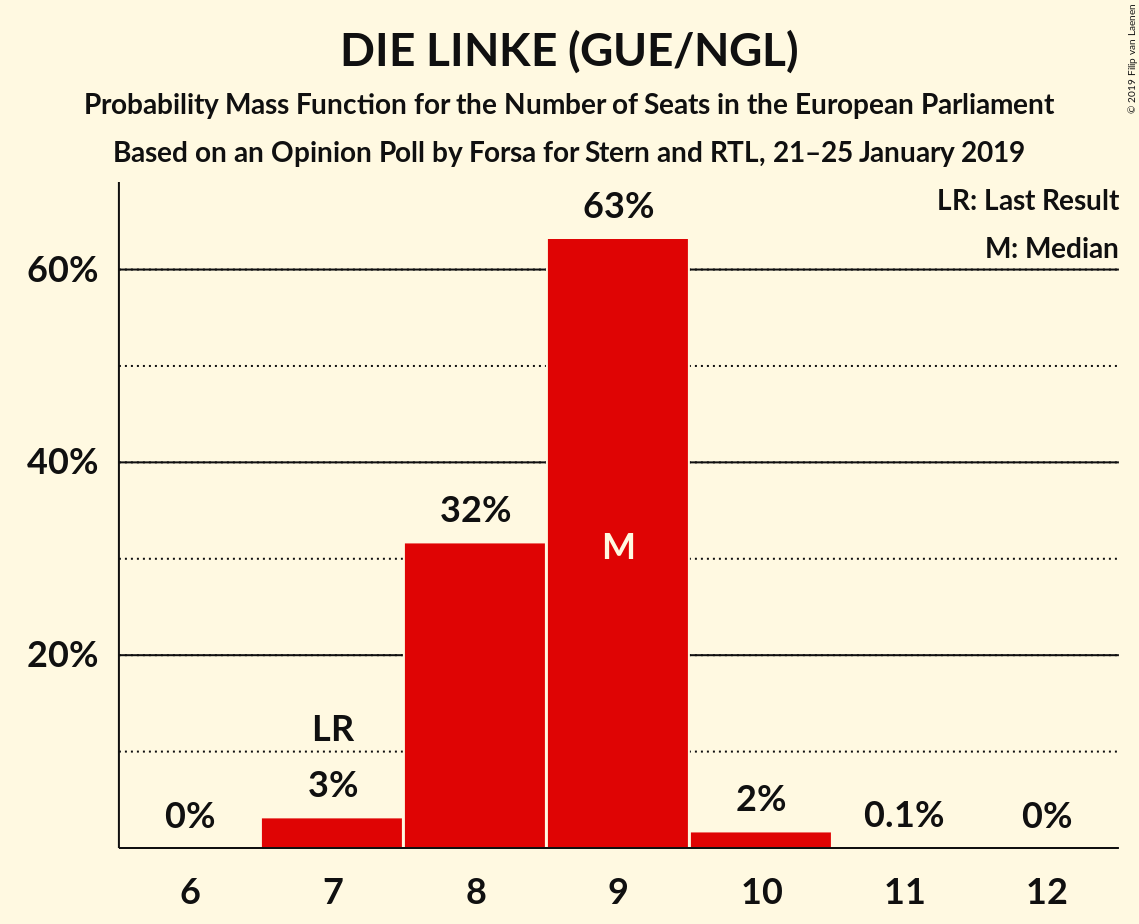 DIE LINKE (GUE/NGL)
Probability Mass Function for the Number of Seats in the European Parliament
Based on an Opinion Poll by Forsa for Stern and RTL, 21–25 January 2019
© 2019 Filip van Laenen
LR: Last Result
M: Median
63%
60%
40%
32%
M
20%
LR
3%
0%
2%
0.1%
0%
6 7 8 9 10 11 12